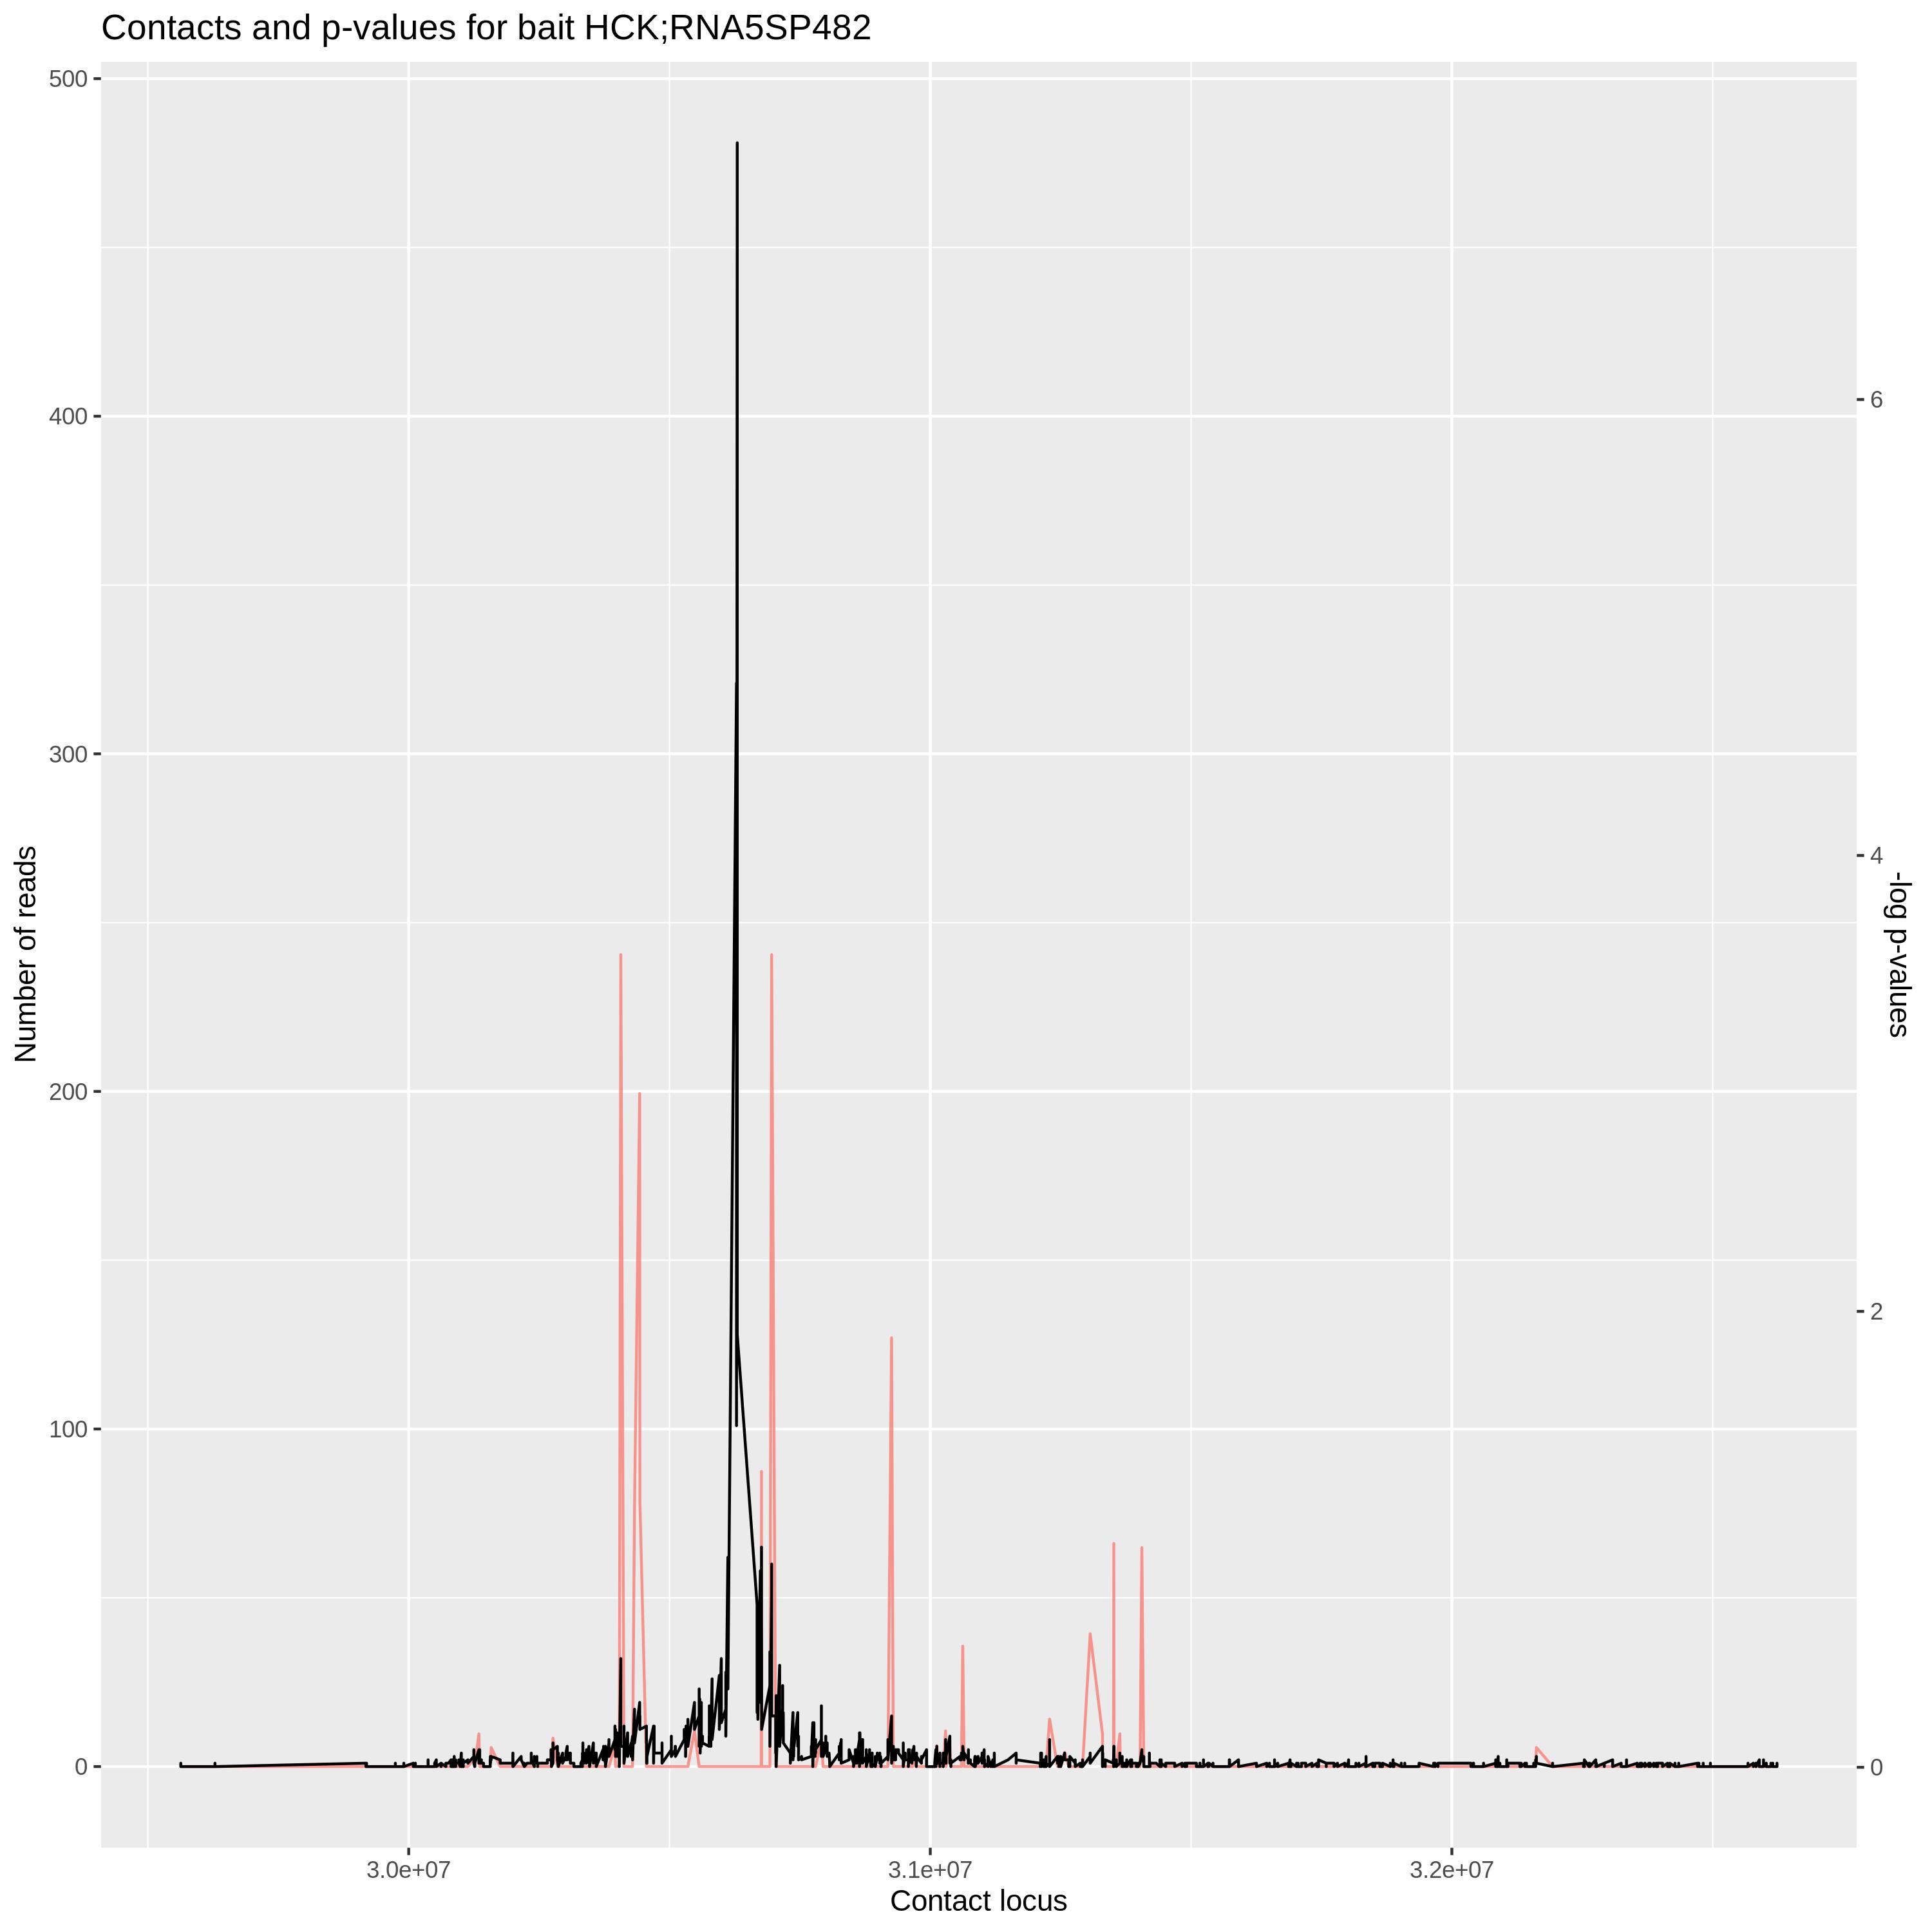 Contacts and p-values for bait HCK;RNA5SP482
500
400
300
200
100
0
Number of reads
6
4
2
0
-log p-values
3.0e+07
3.1e+07
3.2e+07
Contact locus